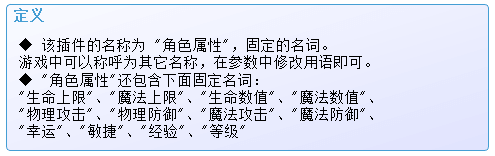 定义
◆ 该插件的名称为 "角色属性"，固定的名词。
游戏中可以称呼为其它名称，在参数中修改用语即可。
◆ "角色属性"还包含下面固定名词：
"生命上限"、"魔法上限"、"生命数值"、"魔法数值"、
"物理攻击"、"物理防御"、"魔法攻击"、"魔法防御"、
"幸运"、"敏捷"、"经验"、"等级"